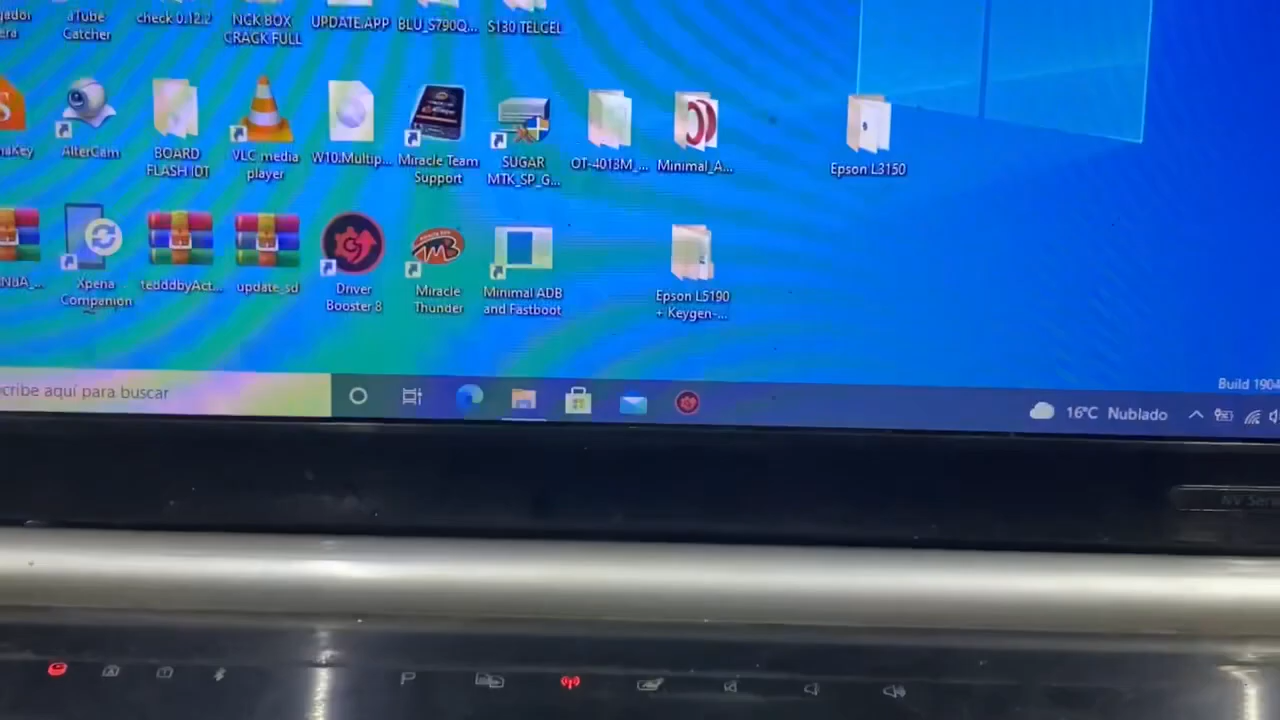 aTube
Catcher
check 0.12.2
NCK BOX
CRACK FULL
UPDATE.APP
BLU_S790Q...
S130 TELCEL
AlterCam
BOARD
FLASH IDT
VLC media
player
W10.Multip...
Miracle Team
Support
SUGAR
MTK_SP_G...
OT-4013M_...
Minimal_A...
Epson L3150
Xperia
Companion
tedddbyAct...
update_sd
Driver
Booster 8
Miracle
Thunder
Minimal ADB
and Fastboot
Epson L5190
+ Keygen-...
cribe aquí para buscar
Build 1904
16°C Nublado